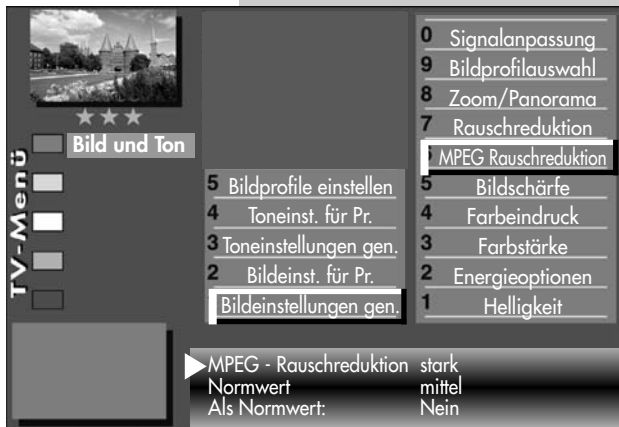 TV-Menü
Bild und Ton
5 Bildprofile einstellen
4 Toneinst. für Pr.
3 Toneinstellungen gen.
2 Bildeinst. für Pr.
Bildeinstellungen gen.
0 Signalanpassung
9 Bildprofilauswahl
8 Zoom/Panorama
7 Rauschreduktion
MPEG Rauschreduktion
5 Bildschärfe
4 Farbeindruck
3 Farbstärke
2 Energieoptionen
1 Helligkeit
MPEG - Rauschreduktion stark
Normwert mittel
Als Normwert: Nein